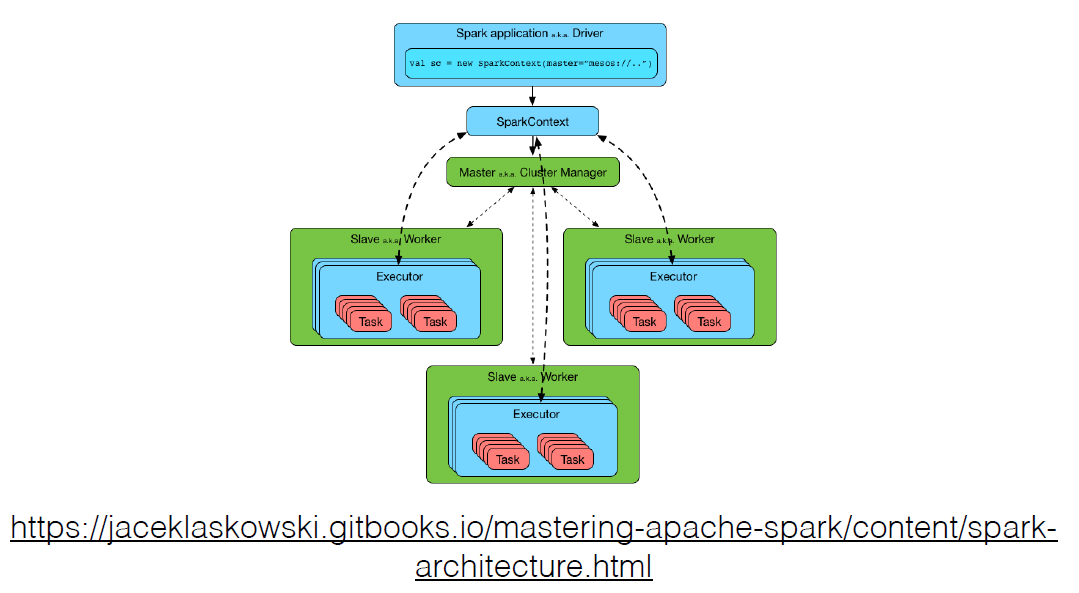 Spark application a.k.a. Driver
val sc = new SparkContext(master="mesos://..")
SparkContext
Master a.k.a. Cluster Manager
Slave a.k.a. Worker
Executor
Task
Task
Slave a.k.a. Worker
Executor
Task
Task
Slave a.k.a. Worker
Executor
Task
Task
https://jaceklaskowski.gitbooks.io/mastering-apache-spark/content/spark-
architecture.html